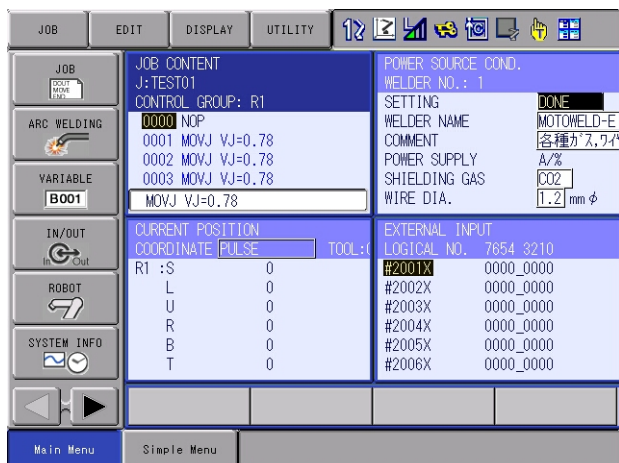 JOB
EDIT
DISPLAY
UTILITY
JOB
DOUT
MOVE
END
ARC WELDING
VARIABLE
B001
IN/OUT
In Out
ROBOT
SYSTEM INFO
JOB CONTENT
J:TEST01
CONTROL GROUP: R1
0000 NOP
0001 MOVJ VJ=0.78
0002 MOVJ VJ=0.78
0003 MOVJ VJ=0.78
MOVJ VJ=0.78
POWER SOURCE COND.
WELDER NO.: 1
SETTING DONE
WELDER NAME MOTOWELD-E
COMMENT 各種ガス,ワイ
POWER SUPPLY A/%
SHIELDING GAS CO2
WIRE DIA. 1.2 mm φ
CURRENT POSITION
COORDINATE PULSE TOOL:
R1 :S 0
L 0
U 0
R 0
B 0
T 0
EXTERNAL INPUT
LOGICAL NO. 7654 3210
#2001X 0000_0000
#2002X 0000_0000
#2003X 0000_0000
#2004X 0000_0000
#2005X 0000_0000
#2006X 0000_0000
Main Menu
Simple Menu